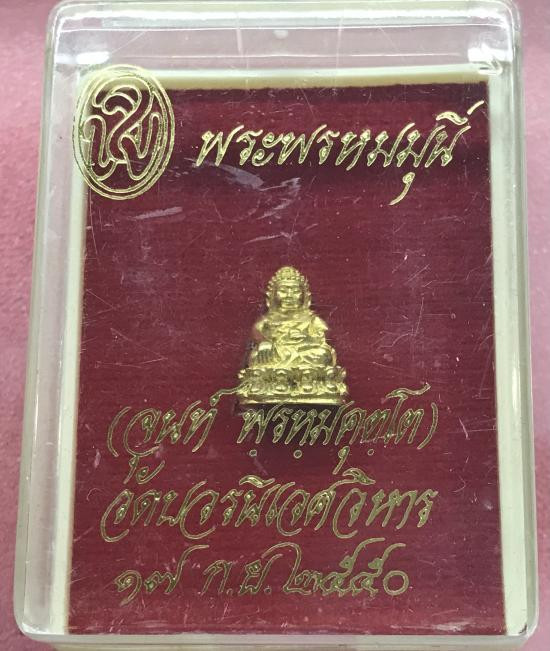 พระพรหมมุนี
(จุนท์ พฺรหฺมคุตฺโต)
วัดบวรนิเวศวิหาร
๑๗ ก.ย. ๒๕๕๐